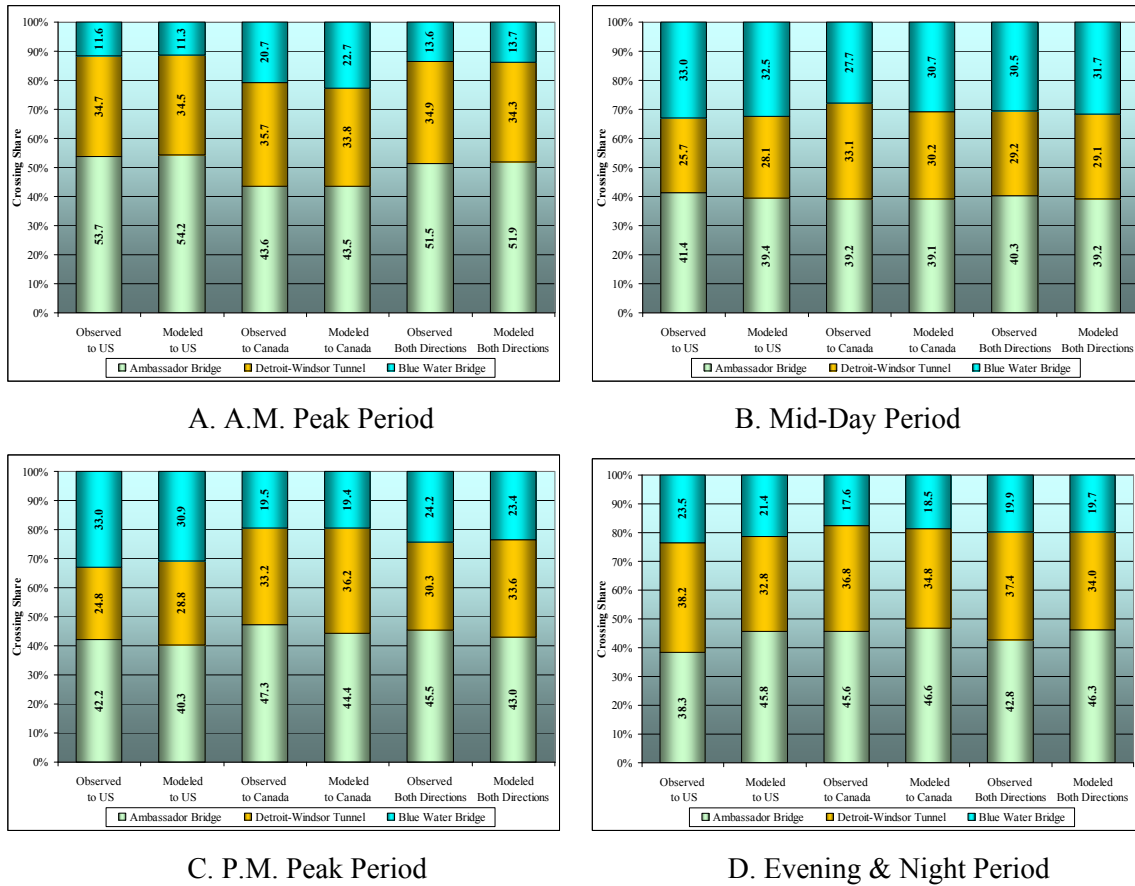 100%
90%
80%
70%
60%
50%
40%
30%
20%
10%
0%
Crossing Share
11.6 11.3 20.7 22.7 13.6 13.7
34.7 34.5 35.7 33.8 34.9 34.3
53.7 54.2 43.6 43.5 51.5 51.9
Observed Modeled Observed Modeled Observed Modeled
to US to US to Canada to Canada Both Directions Both Directions
Ambassador Bridge Detroit-Windsor Tunnel Blue Water Bridge
A. A.M. Peak Period
100%
90%
80%
70%
60%
50%
40%
30%
20%
10%
0%
Crossing Share
33.0 32.5 27.7 30.7 30.5 31.7
25.7 28.1 33.1 30.2 29.2 29.1
41.4 39.4 39.2 39.1 40.3 39.2
Observed Modeled Observed Modeled Observed Modeled
to US to US to Canada to Canada Both Directions Both Directions
Ambassador Bridge Detroit-Windsor Tunnel Blue Water Bridge
B. Mid-Day Period
100%
90%
80%
70%
60%
50%
40%
30%
20%
10%
0%
Crossing Share
33.0 30.9 19.5 19.4 24.2 23.4
24.8 28.8 33.2 36.2 30.3 33.6
42.2 40.3 47.3 44.4 45.5 43.0
Observed Modeled Observed Modeled Observed Modeled
to US to US to Canada to Canada Both Directions Both Directions
Ambassador Bridge Detroit-Windsor Tunnel Blue Water Bridge
C. P.M. Peak Period
100%
90%
80%
70%
60%
50%
40%
30%
20%
10%
0%
Crossing Share
23.5 21.4 17.6 18.5 19.9 19.7
38.2 32.8 36.8 34.8 37.4 34.0
38.3 45.8 45.6 46.6 42.8 46.3
Observed Modeled Observed Modeled Observed Modeled
to US to US to Canada to Canada Both Directions Both Directions
Ambassador Bridge Detroit-Windsor Tunnel Blue Water Bridge
D. Evening & Night Period